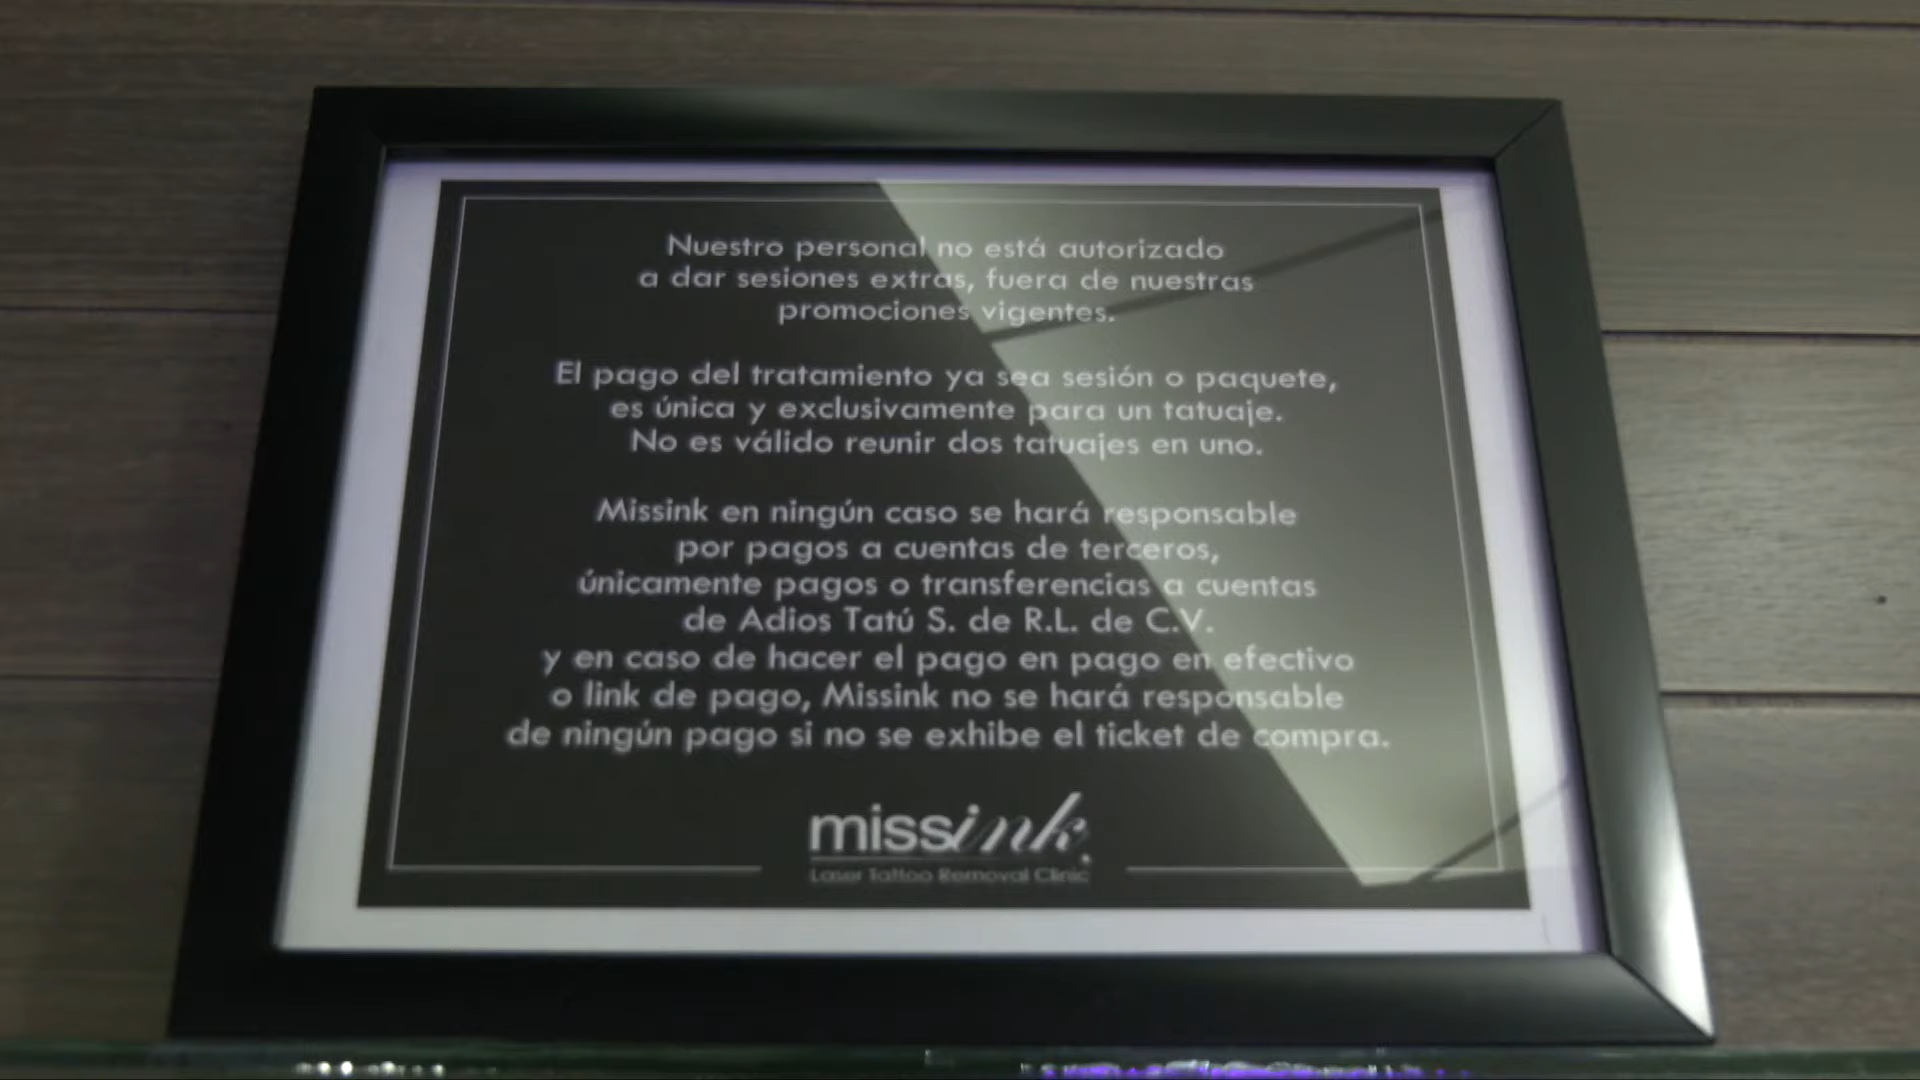 Nuestro personal no está autorizado
a dar sesiones extras, fuera de nuestras
promociones vigentes.
El pago del tratamiento ya sea sesión o paquete,
es única y exclusivamente para un tatuaje.
No es válido reunir dos tatuajes en uno.
Missink en ningún caso se hará responsable
por pagos a cuentas de terceros,
únicamente pagos o transferencias a cuentas
de Adios Tatú S. de R.L. de C.V.
y en caso de hacer el pago en pago en efectivo
o link de pago, Missink no se hará responsable
de ningún pago si no se exhibe el ticket de compra.
missink.
Laser Tattoo Removal Clinic